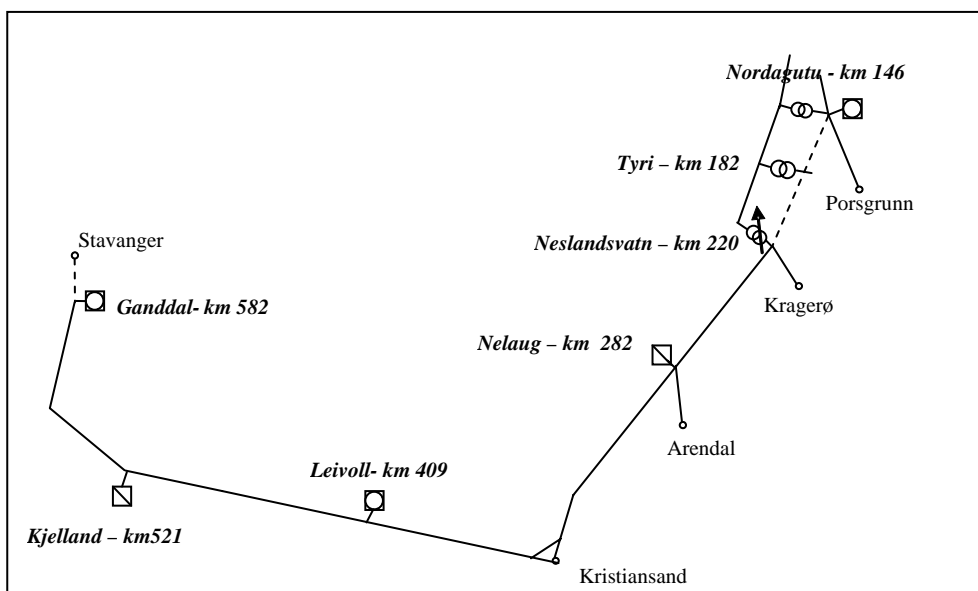 Nordagutu - km 146
Tyri – km 182
Porsgrunn
Stavanger
Neslandsvatn – km 220
Ganddal- km 582
Kragerø
Nelaug – km 282
Arendal
Leivoll- km 409
Kjelland – km521
Kristiansand